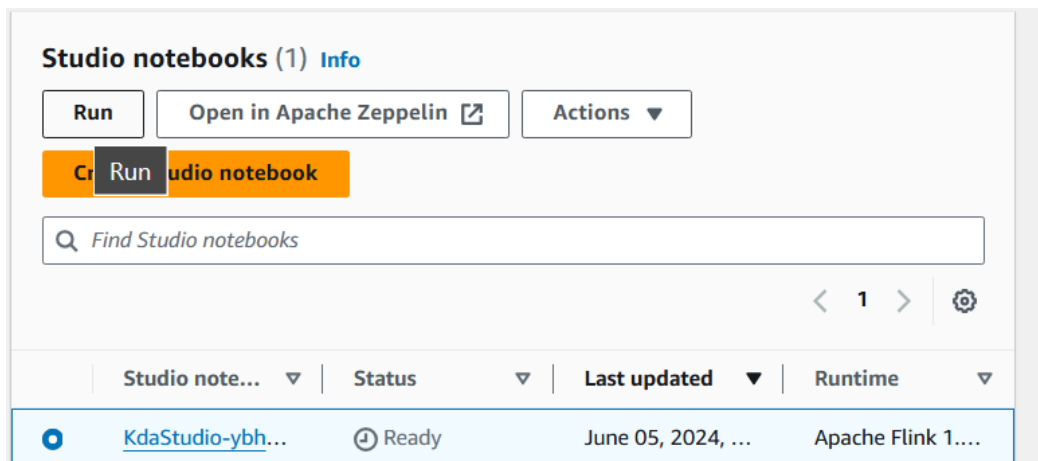 Studio notebooks (1) Info
Run Open in Apache Zeppelin Actions
Run udio notebook
Find Studio notebooks
1
Studio note... Status Last updated Runtime
KdaStudio-ybh... Ready June 05, 2024, ... Apache Flink 1....